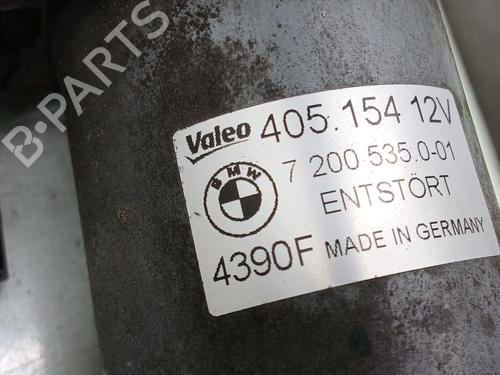 B-PARTS
Valeo 405.154 12V
BMW 7 200 535.0-01
ENTSTÖRT
4390F MADE IN GERMANY